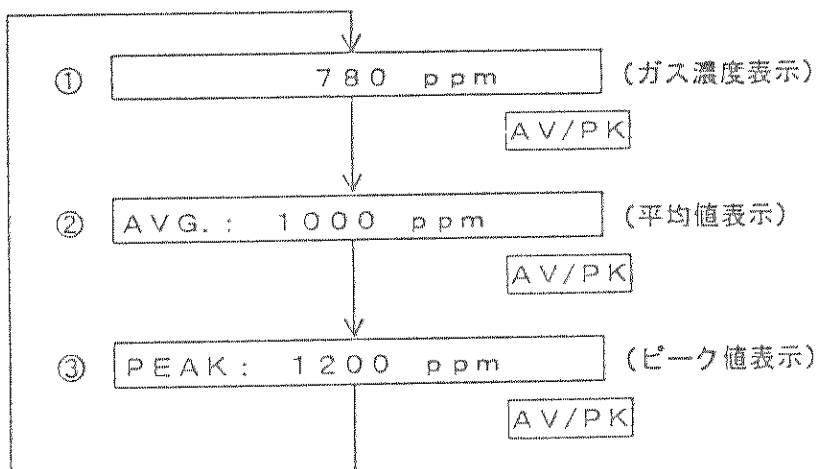 ① 780 ppm (ガス濃度表示)
AV/PK
② AVG.: 1000 ppm (平均値表示)
AV/PK
③ PEAK: 1200 ppm (ピーク値表示)
AV/PK